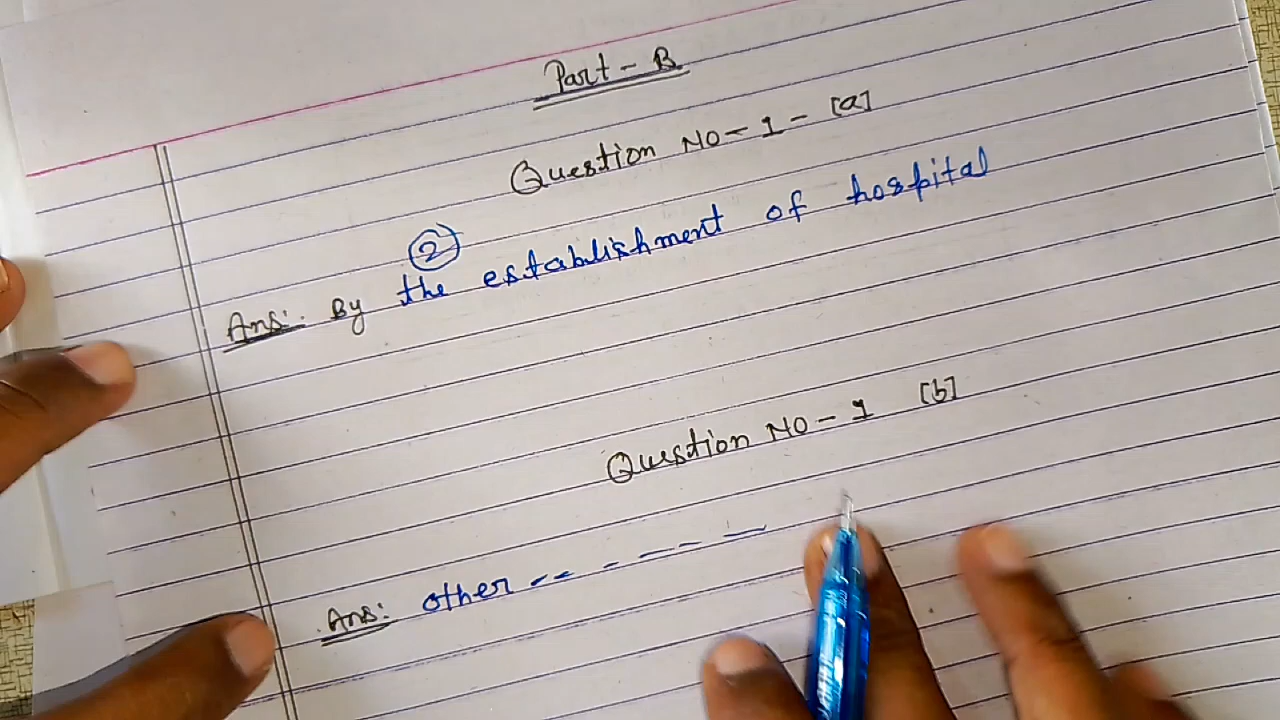 Part - B
Question NO - 1 - [a]
②
Ans: By the establishment of hospital
Question NO - 1 [b]
Ans: other -- - -- —